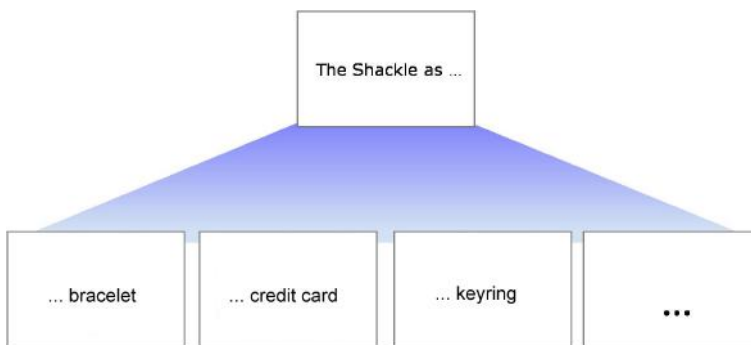 The Shackle as ...
... bracelet
... credit card
... keyring
...